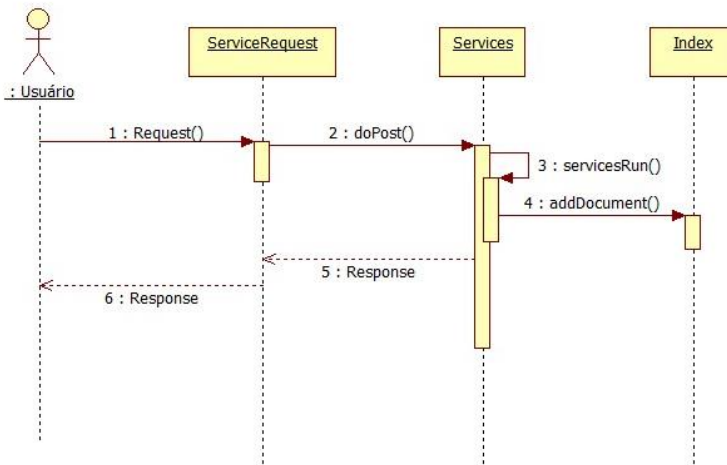 ServiceRequest
Services
Index
: Usuário
1 : Request()
2 : doPost()
3 : servicesRun()
4 : addDocument()
5 : Response
6 : Response